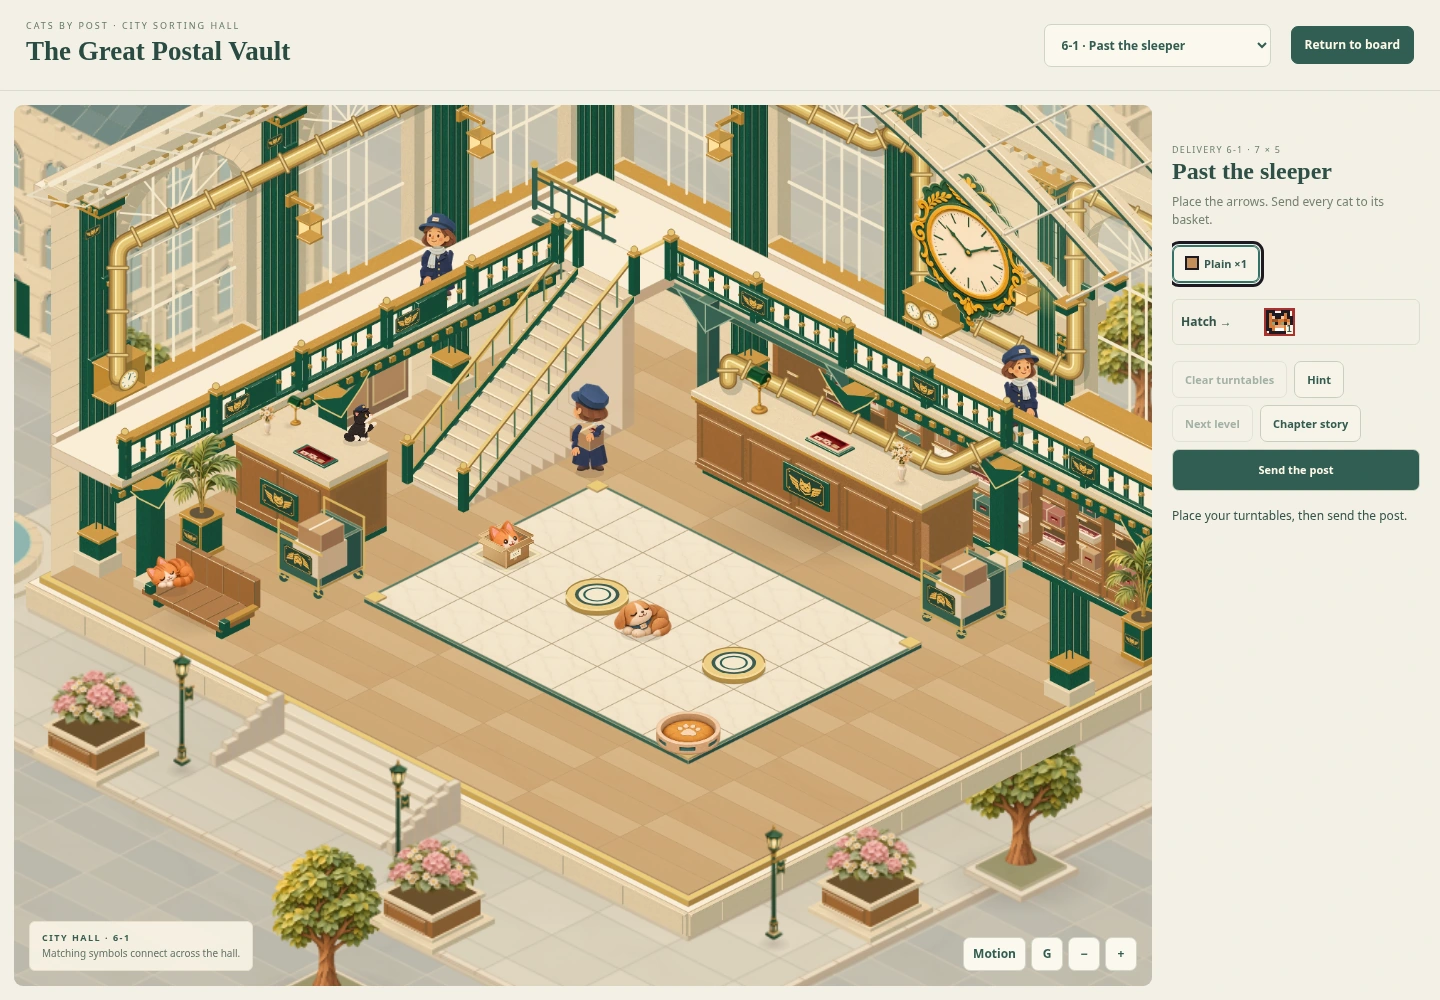 CATS BY POST · CITY SORTING HALL
The Great Postal Vault
6-1 · Past the sleeper
Return to board
DELIVERY 6-1 · 7 × 5
Past the sleeper
Place the arrows. Send every cat to its
basket.
Plain ×1
Hatch →
1
Clear turntables
Hint
Next level
Chapter story
Send the post
Place your turntables, then send the post.
CITY HALL · 6-1
Matching symbols connect across the hall.
Motion
G
−
+